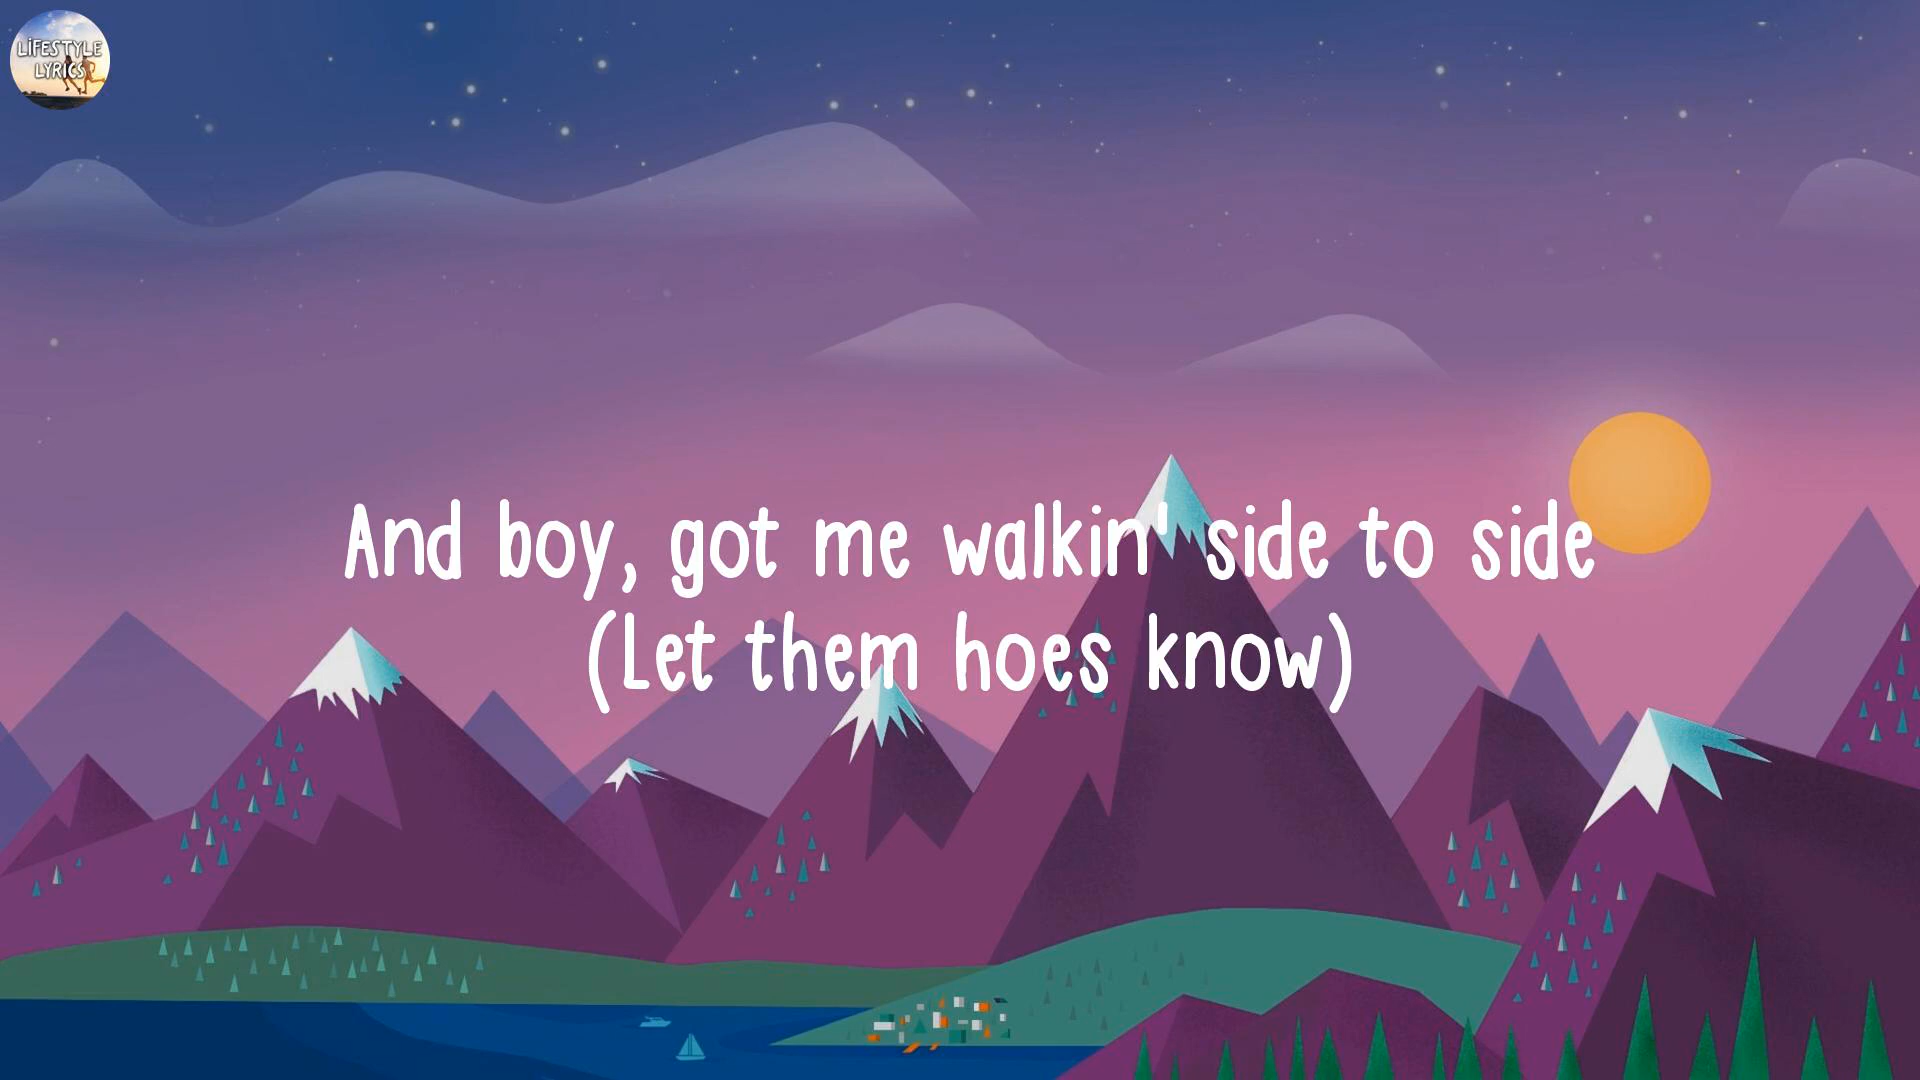 LiFESTYLE
LYRICS
And boy, got me walkin' side to side
(Let them hoes know)